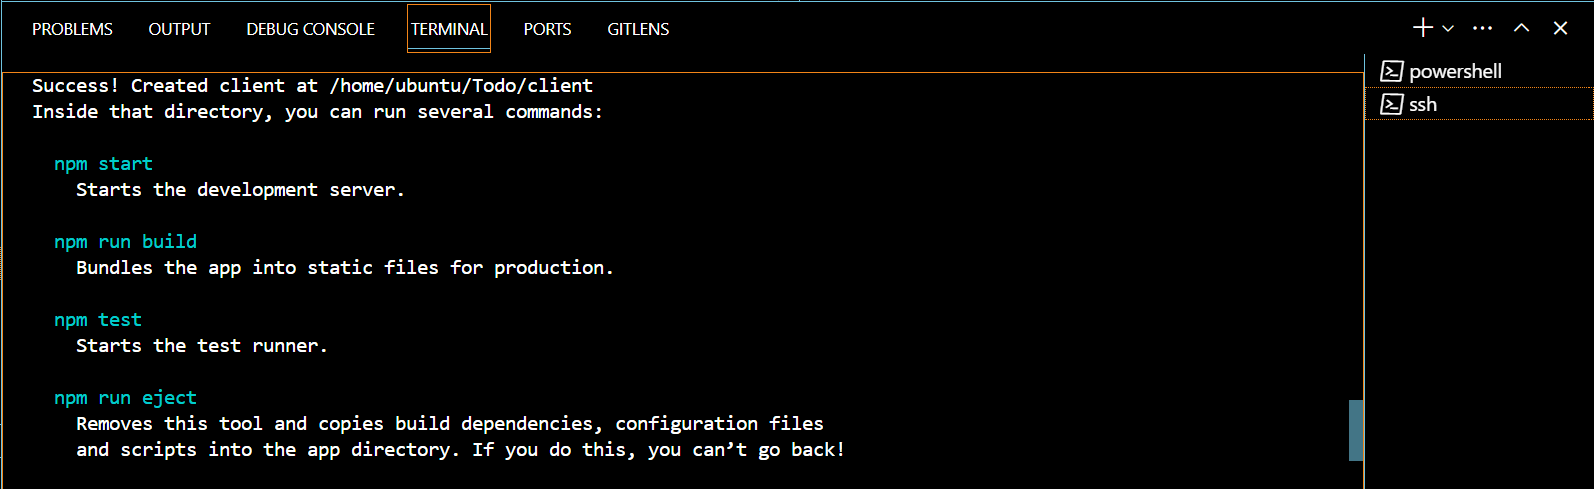 PROBLEMS OUTPUT DEBUG CONSOLE TERMINAL PORTS GITLENS
Success! Created client at /home/ubuntu/Todo/client
Inside that directory, you can run several commands:
npm start
Starts the development server.
npm run build
Bundles the app into static files for production.
npm test
Starts the test runner.
npm run eject
Removes this tool and copies build dependencies, configuration files
and scripts into the app directory. If you do this, you can’t go back!
powershell
ssh